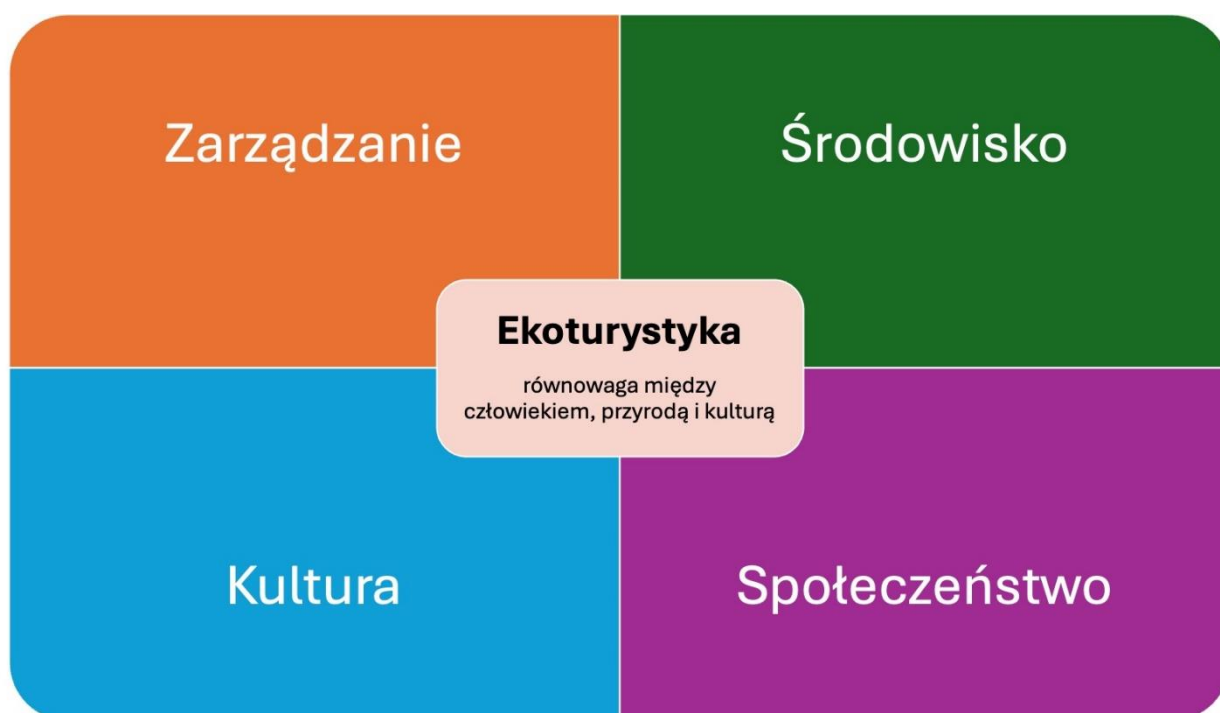 Zarządzanie
Środowisko
Ekoturystyka
równowaga między
człowiekiem, przyrodą i kulturą
Kultura
Społeczeństwo